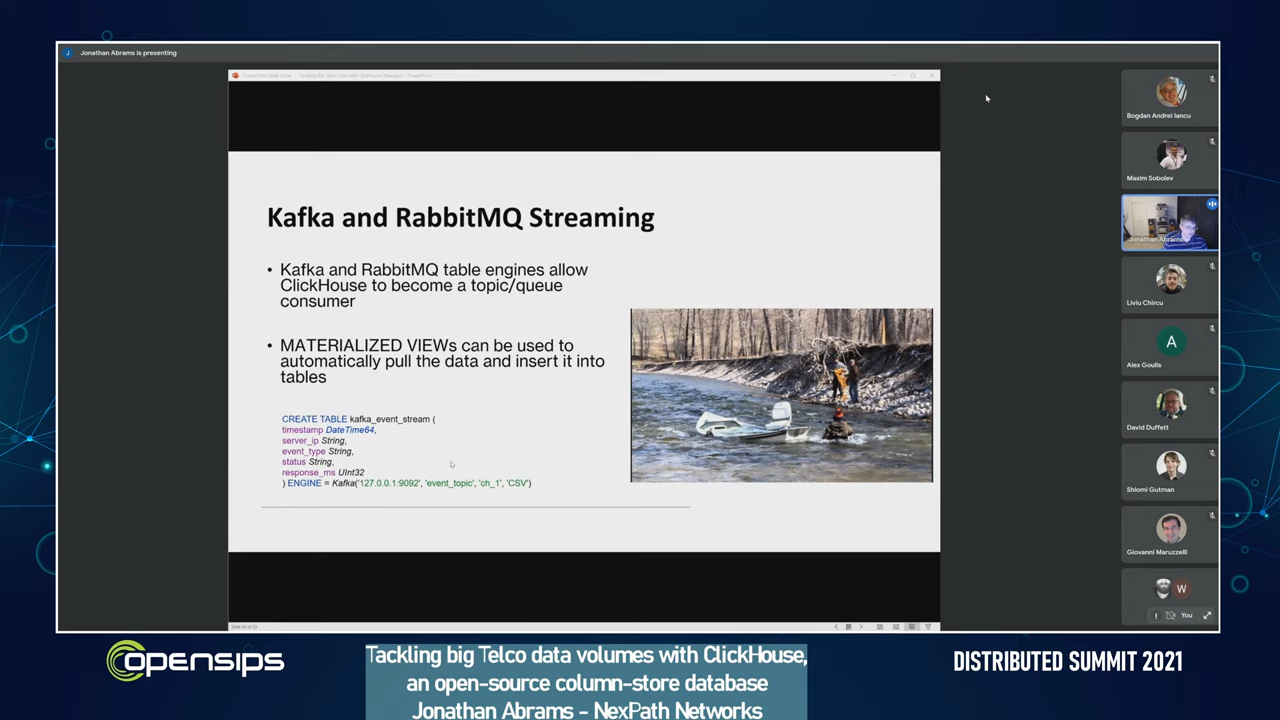 Jonathan Abrams is presenting
Kafka and RabbitMQ Streaming
• Kafka and RabbitMQ table engines allow
ClickHouse to become a topic/queue
consumer
• MATERIALIZED VIEWs can be used to
automatically pull the data and insert it into
tables
CREATE TABLE kafka_event_stream (
timestamp DateTime64,
server_ip String,
event_type String,
status String,
response_ms UInt32
) ENGINE = Kafka('127.0.0.1:9092', 'event_topic', 'ch_1', 'CSV')
Bogdan Andrei Iancu
Maxim Sobolev
Jonathan Abrams
Liviu Chircu
A
Alex Goulis
David Duffett
Shlomi Gutman
Giovanni Maruzzelli
W
You
opensips
Tackling big Telco data volumes with ClickHouse,
an open-source column-store database
Jonathan Abrams - NexPath Networks
DISTRIBUTED SUMMIT 2021